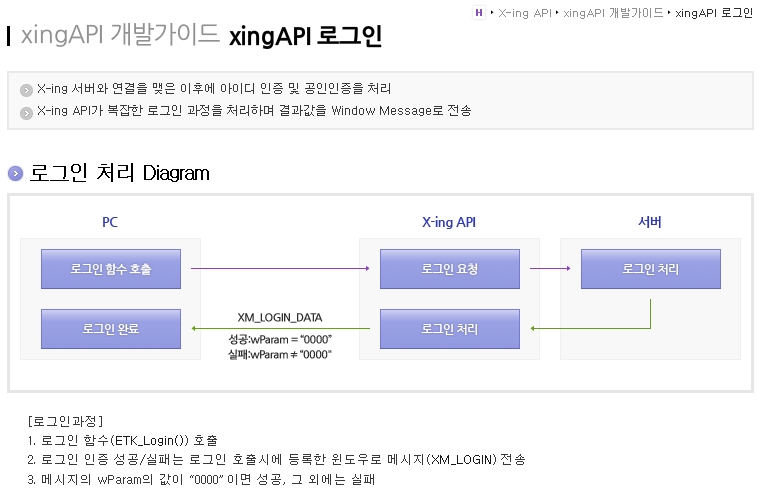 H ▸ X-ing API ▸ xingAPI 개발가이드 ▸ xingAPI 로그인
xingAPI 개발가이드 xingAPI 로그인
X-ing 서버와 연결을 맺은 이후에 아이디 인증 및 공인인증을 처리
X-ing API가 복잡한 로그인 과정을 처리하며 결과값을 Window Message로 전송
로그인 처리 Diagram
PC X-ing API 서버
로그인 함수 호출 로그인 요청 로그인 처리
XM_LOGIN_DATA
로그인 완료 로그인 처리
성공:wParam = “0000”
실패:wParam ≠ "0000"
[로그인과정]
1. 로그인 함수(ETK_Login()) 호출
2. 로그인 인증 성공/실패는 로그인 호출시에 등록한 윈도우로 메시지(XM_LOGIN) 전송
3. 메시지의 wParam의 값이 “0000” 이면 성공, 그 외에는 실패